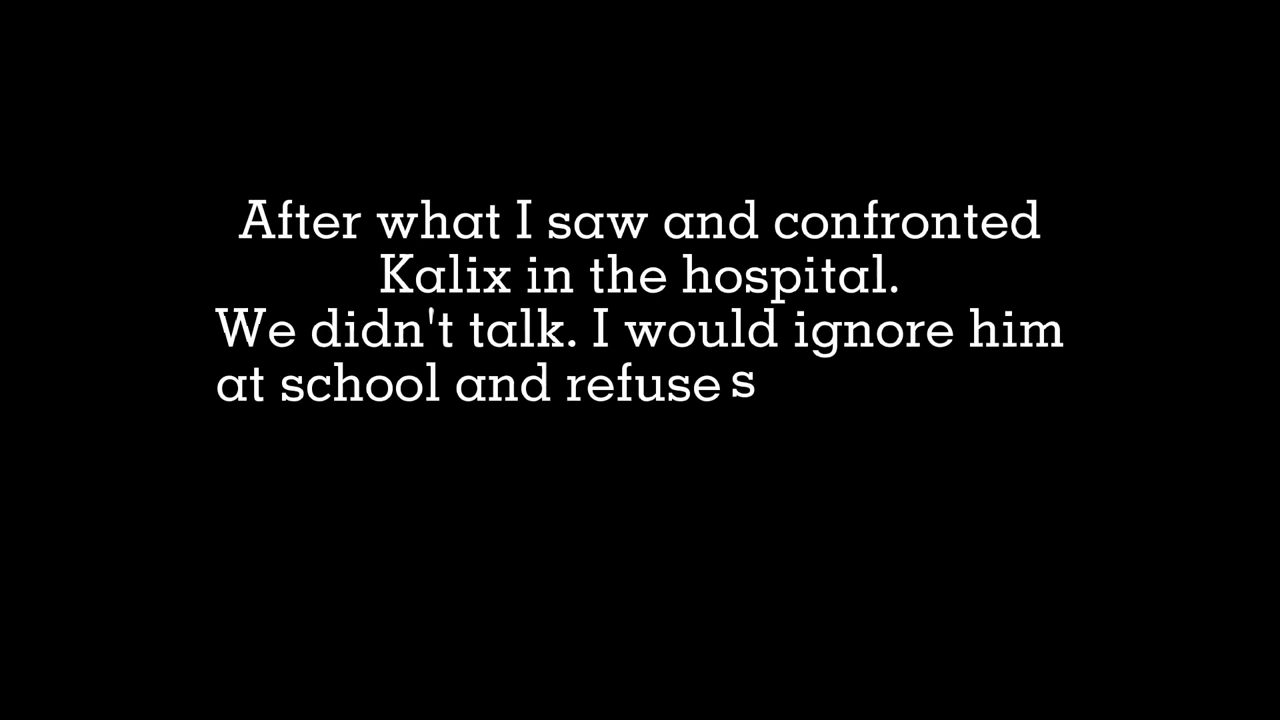 After what I saw and confronted
Kalix in the hospital.
We didn't talk. I would ignore him
at school and refuse s